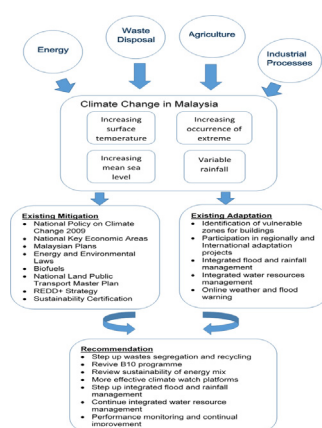 Energy
Waste
Disposal
Agriculture
Industrial
Processes
Climate Change in Malaysia
Increasing
surface
temperature
Increasing
occurrence of
extreme
Increasing
mean sea
level
Variable
rainfall
Existing Mitigation
National Policy on Climate
Change 2009
National Key Economic Areas
Malaysian Plans
Energy and Environmental
Laws
Biofuels
National Land Public
Transport Master Plan
REDD+ Strategy
Sustainability Certification
Existing Adaptation
Identification of vulnerable
zones for buildings
Participation in regionally and
International adaptation
projects
Integrated flood and rainfall
management
Integrated water resources
management
Online weather and flood
warning
Recommendation
Step up wastes segregation and recycling
Revive B10 programme
Review sustainability of energy mix
More effective climate watch platforms
Step up integrated flood and rainfall
management
Continue integrated water resource
management
Performance monitoring and continual
improvement